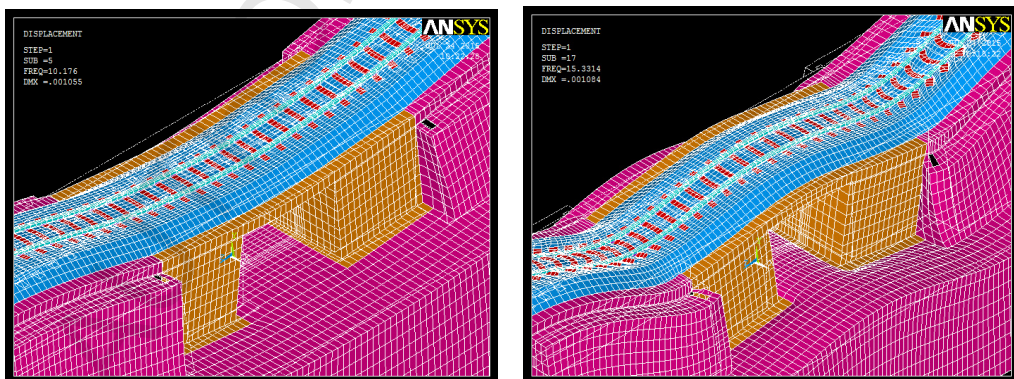 ANSYS
DISPLACEMENT
STEP=1
SUB =5
FREQ=10.176
DMX =.001055
ANSYS
DISPLACEMENT
STEP=1
SUB =17
FREQ=15.3314
DMX =.001084